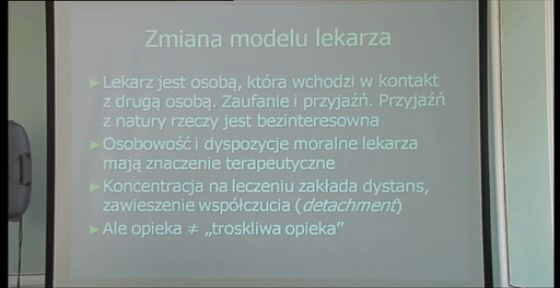 Zmiana modelu lekarza
►Lekarz jest osobą, która wchodzi w kontakt
z drugą osobą. Zaufanie i przyjaźń. Przyjaźń
z natury rzeczy jest bezinteresowna
►Osobowość i dyspozycje moralne lekarza
mają znaczenie terapeutyczne
►Koncentracja na leczeniu zakłada dystans,
zawieszenie współczucia (detachment)
►Ale opieka ≠ „troskliwa opieka”